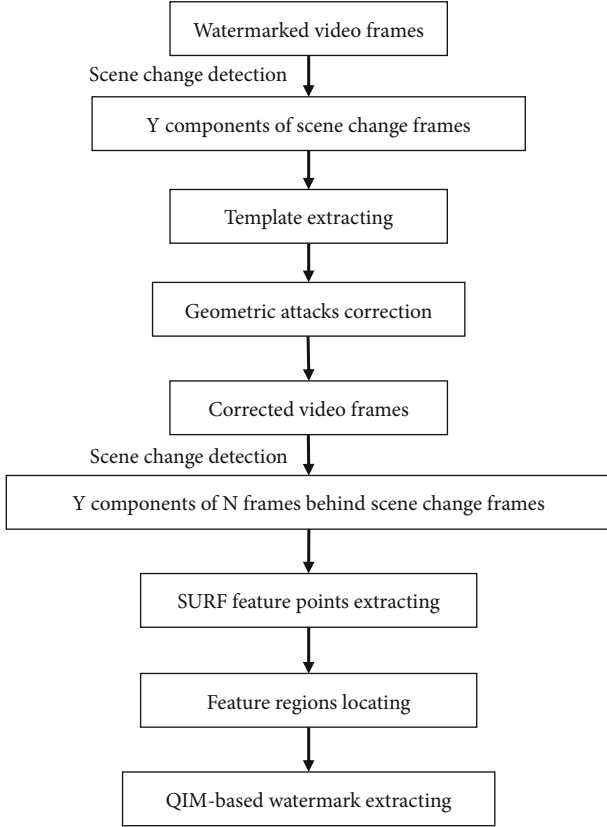 Watermarked video frames
Scene change detection
Y components of scene change frames
Template extracting
Geometric attacks correction
Corrected video frames
Scene change detection
Y components of N frames behind scene change frames
SURF feature points extracting
Feature regions locating
QIM-based watermark extracting